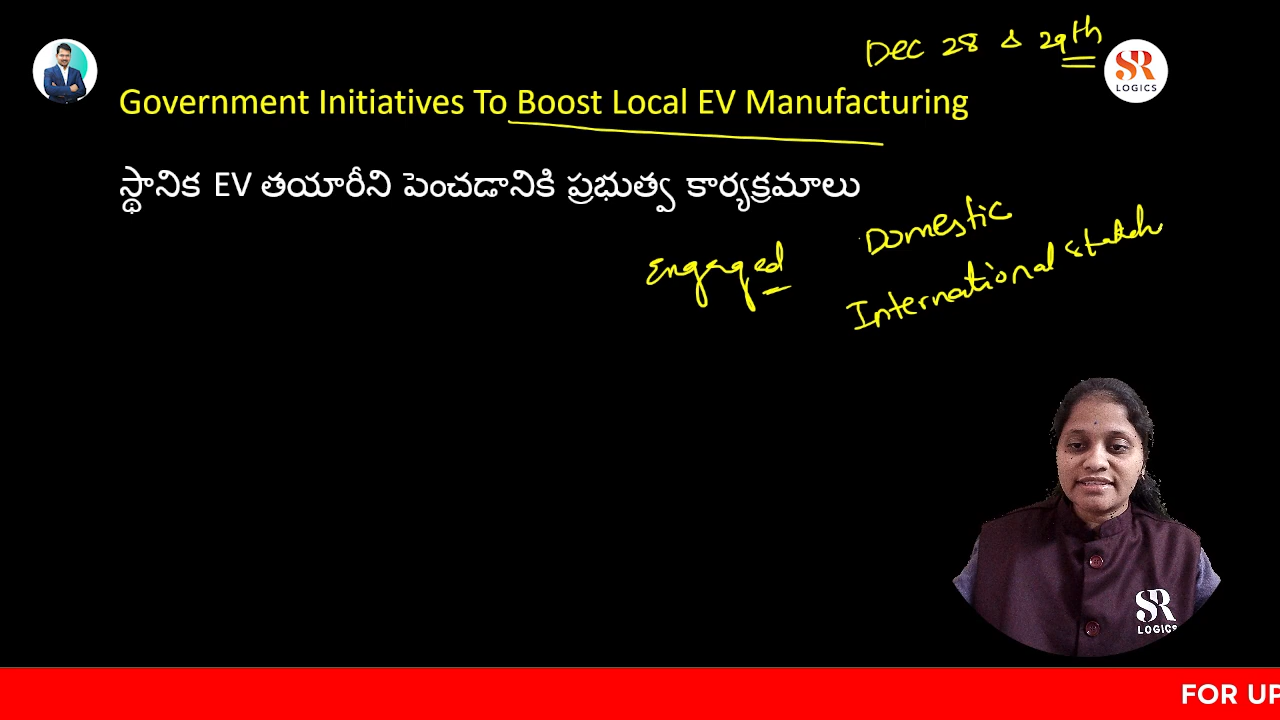 Dec 28 & 29th
SR
LOGICS
Government Initiatives To Boost Local EV Manufacturing
స్థానిక EV తయారీని పెంచడానికి ప్రభుత్వ కార్యక్రమాలు
Engaged
Domestic
International
SR
LOGICS
FOR UP